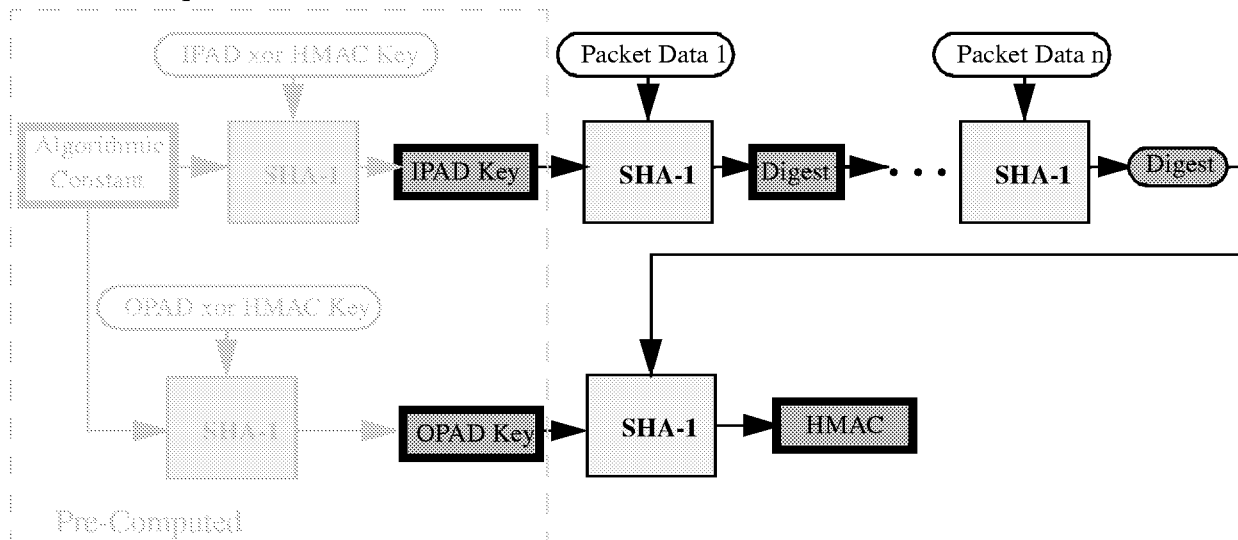 IPAD xor HMAC Key
Packet Data 1
Packet Data n
Algorithmic
Constant
SHA-1
IPAD Key
SHA-1
Digest
. . .
SHA-1
Digest
OPAD xor HMAC Key
SHA-1
OPAD Key
SHA-1
HMAC
Pre-Computed